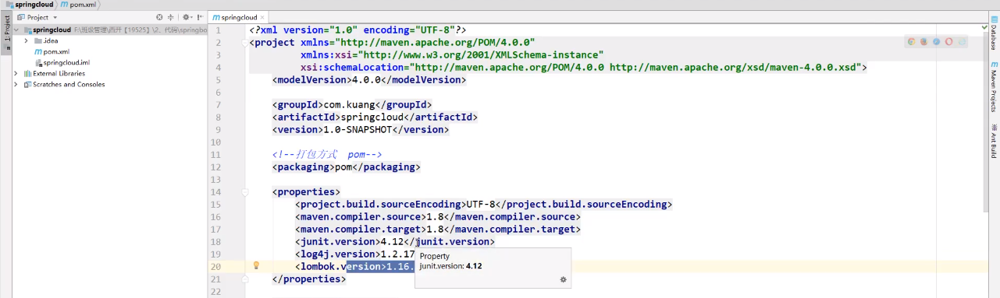 springcloud
pom.xml
Project
springcloud
1: Project
springcloud F:\班级管理\西开【19525】\2、代码\springbo
.idea
pom.xml
springcloud.iml
External Libraries
Scratches and Consoles
1 <?xml version="1.0" encoding="UTF-8"?>
2 <project xmlns="http://maven.apache.org/POM/4.0.0"
3 xmlns:xsi="http://www.w3.org/2001/XMLSchema-instance"
4 xsi:schemaLocation="http://maven.apache.org/POM/4.0.0 http://maven.apache.org/xsd/maven-4.0.0.xsd">
5 <modelVersion>4.0.0</modelVersion>
6
7 <groupId>com.kuang</groupId>
8 <artifactId>springcloud</artifactId>
9 <version>1.0-SNAPSHOT</version>
10
11 <!--打包方式 pom-->
12 <packaging>pom</packaging>
13
14 <properties>
15 <project.build.sourceEncoding>UTF-8</project.build.sourceEncoding>
16 <maven.compiler.source>1.8</maven.compiler.source>
17 <maven.compiler.target>1.8</maven.compiler.target>
18 <junit.version>4.12</junit.version>
19 <log4j.version>1.2.17
20 <lombok.version>1.16.
21 </properties>
22
Property
junit.version: 4.12
Database
Maven Projects
Ant Build